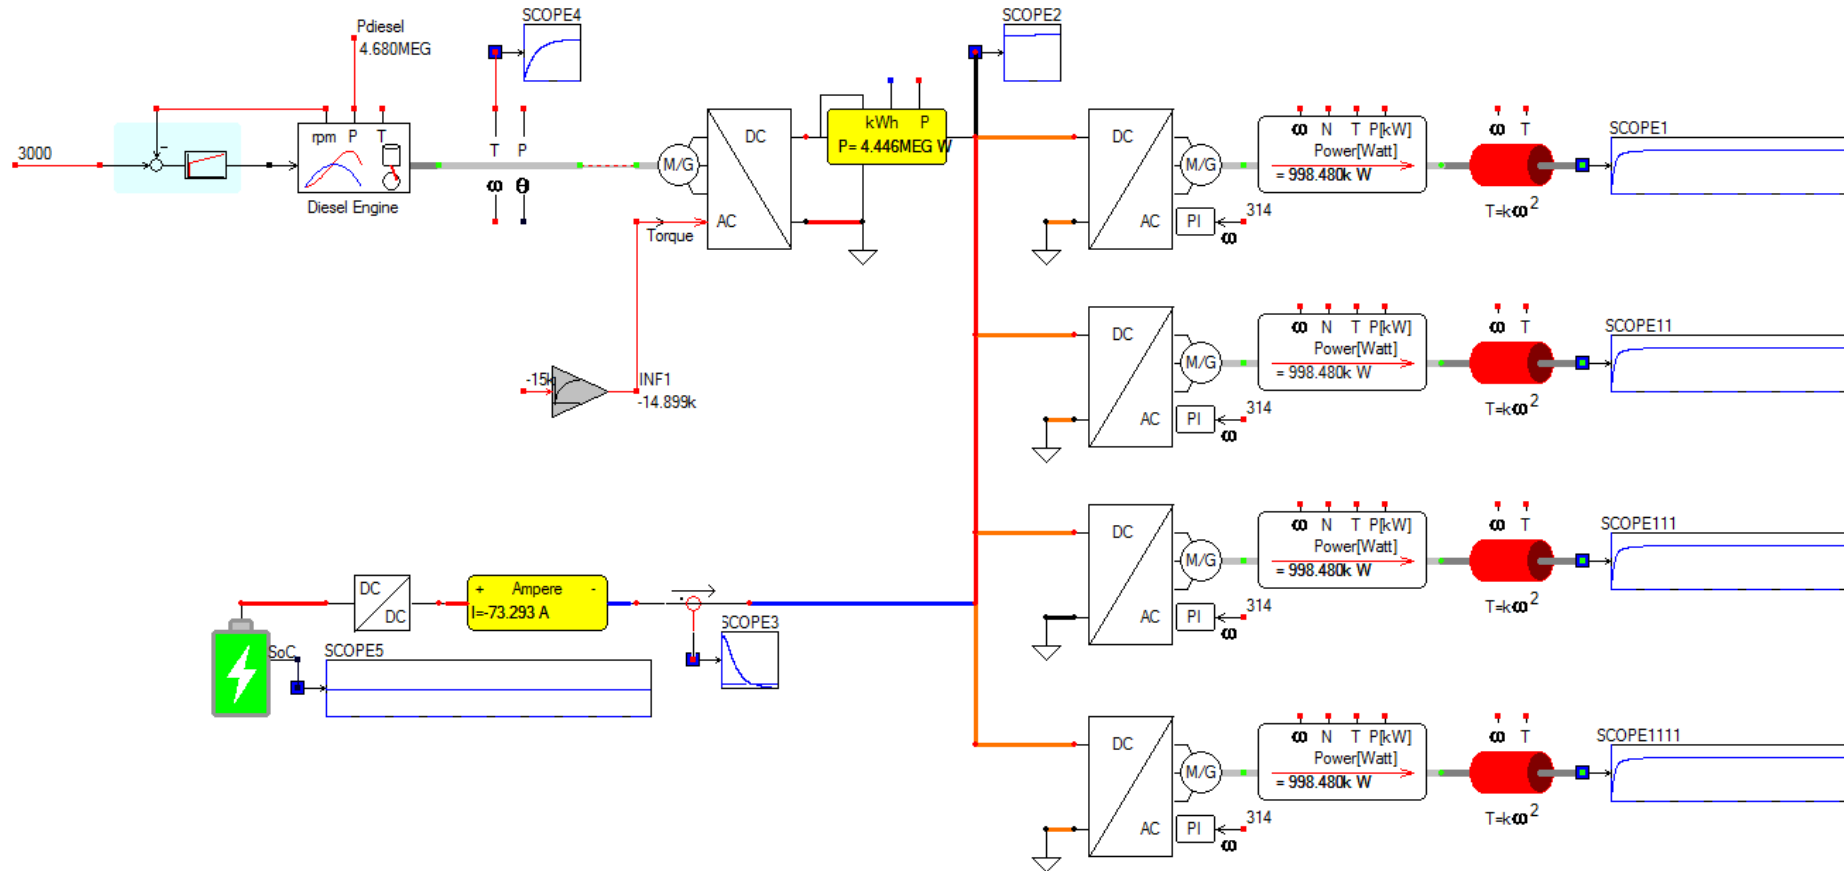 Pdiesel
4.680MEG
SCOPE4
SCOPE2
3000
rpm P T
Diesel Engine
T P
ω θ
M/G
DC
AC
Torque
kWh P
P= 4.446MEG W
-15k
INF1
-14.899k
DC
AC
M/G
PI
314
ω
ω N T P[kW]
Power[Watt]
= 998.480k W
ω T
T=kω²
SCOPE1
DC
AC
M/G
PI
314
ω
ω N T P[kW]
Power[Watt]
= 998.480k W
ω T
T=kω²
SCOPE11
DC
AC
M/G
PI
314
ω
ω N T P[kW]
Power[Watt]
= 998.480k W
ω T
T=kω²
SCOPE111
DC
DC
+ Ampere -
I=-73.293 A
SCOPE3
SoC
SCOPE5
DC
AC
M/G
PI
314
ω
ω N T P[kW]
Power[Watt]
= 998.480k W
ω T
T=kω²
SCOPE1111